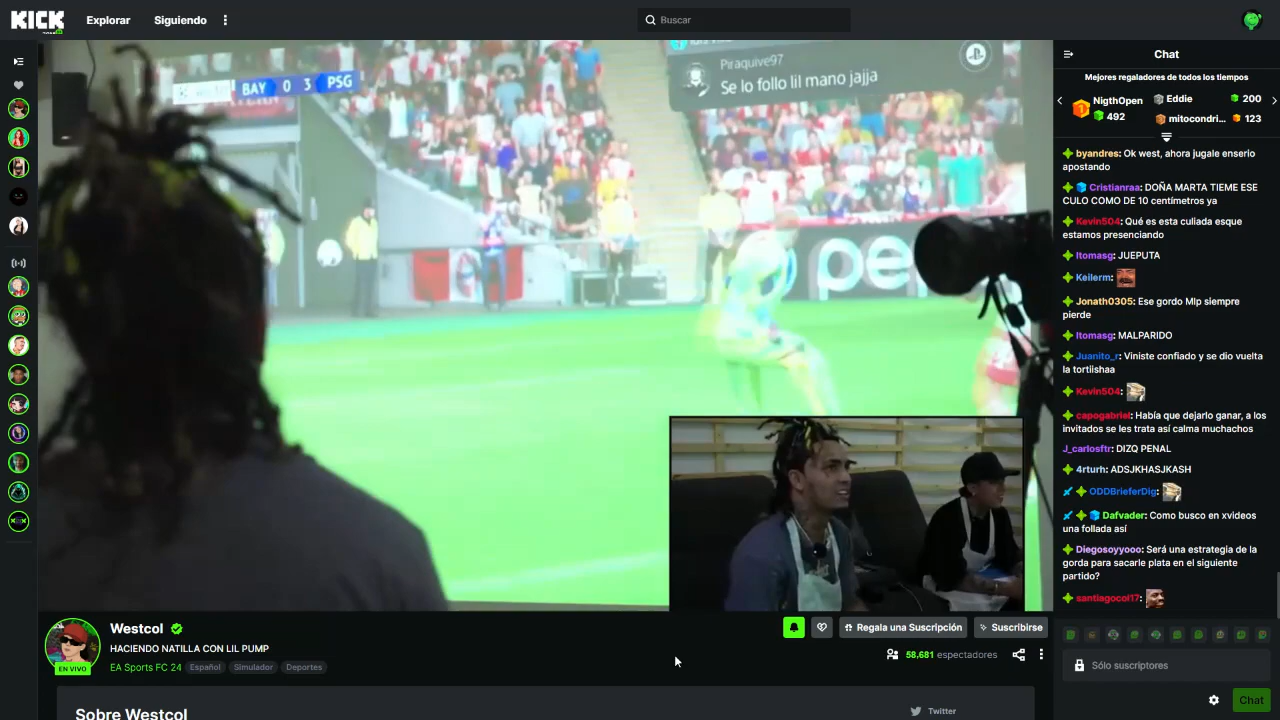 KICK
Explorar
Siguiendo
Buscar
BAY 0 3 PSG
Piraquive97
Se lo follo lil mano jajja
pe
Westcol
EN VIVO
HACIENDO NATILLA CON LIL PUMP
EA Sports FC 24 Español Simulador Deportes
Regala una Suscripción
Suscribirse
58,681 espectadores
Sobre Westcol
Twitter
Chat
Mejores regaladores de todos los tiempos
NigthOpen
492
Eddie 200
mitocondri... 123
byandres: Ok west, ahora jugale enserio
apostando
Cristianraa: DOÑA MARTA TIEME ESE
CULO COMO DE 10 centímetros ya
Kevin504: Qué es esta culiada esque
estamos presenciando
Itomasg: JUEPUTA
Keilerm:
Jonath0305: Ese gordo Mlp siempre
pierde
Itomasg: MALPARIDO
Juanito_r: Viniste confiado y se dio vuelta
la tortiishaa
Kevin504:
capogabriel: Había que dejarlo ganar, a los
invitados se les trata así calma muchachos
J_carlosftr: DIZQ PENAL
4rturh: ADSJKHASJKASH
ODDBrieferDig:
Dafvader: Como busco en xvideos
una follada así
Diegosoyyooo: Será una estrategia de la
gorda para sacarle plata en el siguiente
partido?
santiagocol17:
Sólo suscriptores
Chat